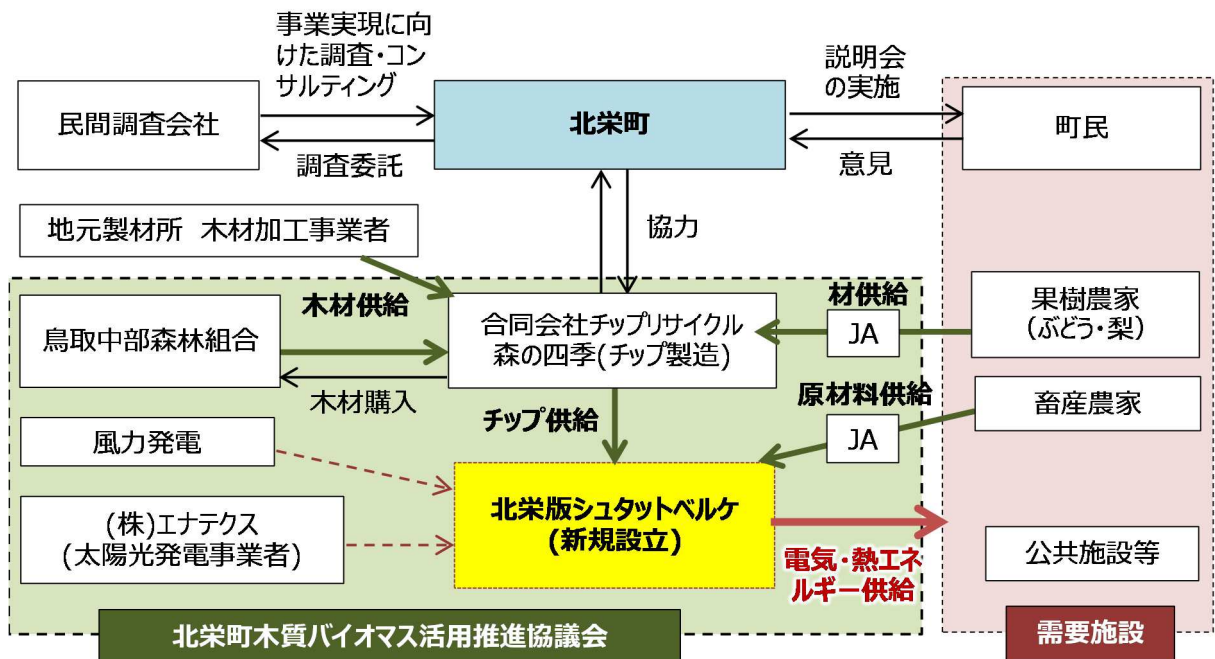 事業実現に向
けた調査・コン
サルティング
説明会
の実施
民間調査会社
北栄町
町民
調査委託
意見
地元製材所 木材加工事業者
協力
木材供給
材供給
鳥取中部森林組合
合同会社チップリサイクル
森の四季(チップ製造)
JA
果樹農家
(ぶどう・梨)
木材購入
チップ供給
原材料供給
畜産農家
JA
風力発電
北栄版シュタットベルケ
(新規設立)
(株)エナテクス
(太陽光発電事業者)
電気・熱エネ
ルギー供給
公共施設等
北栄町木質バイオマス活用推進協議会
需要施設